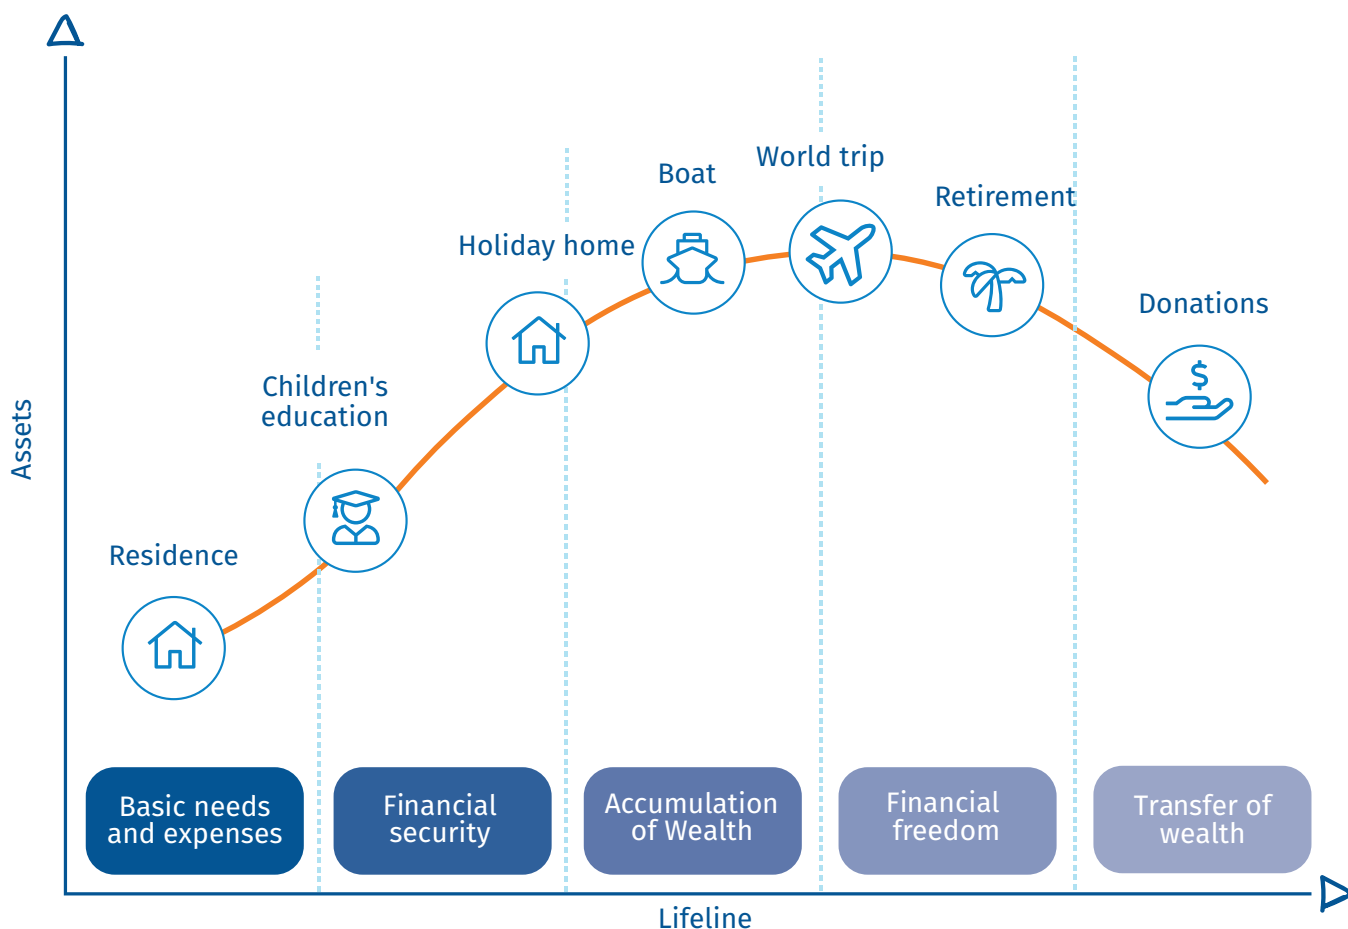 World trip
Boat
Retirement
Holiday home
Donations
Children's
education
Residence
$
Assets
Basic needs
and expenses
Financial
security
Accumulation
of Wealth
Financial
freedom
Transfer of
wealth
Lifeline